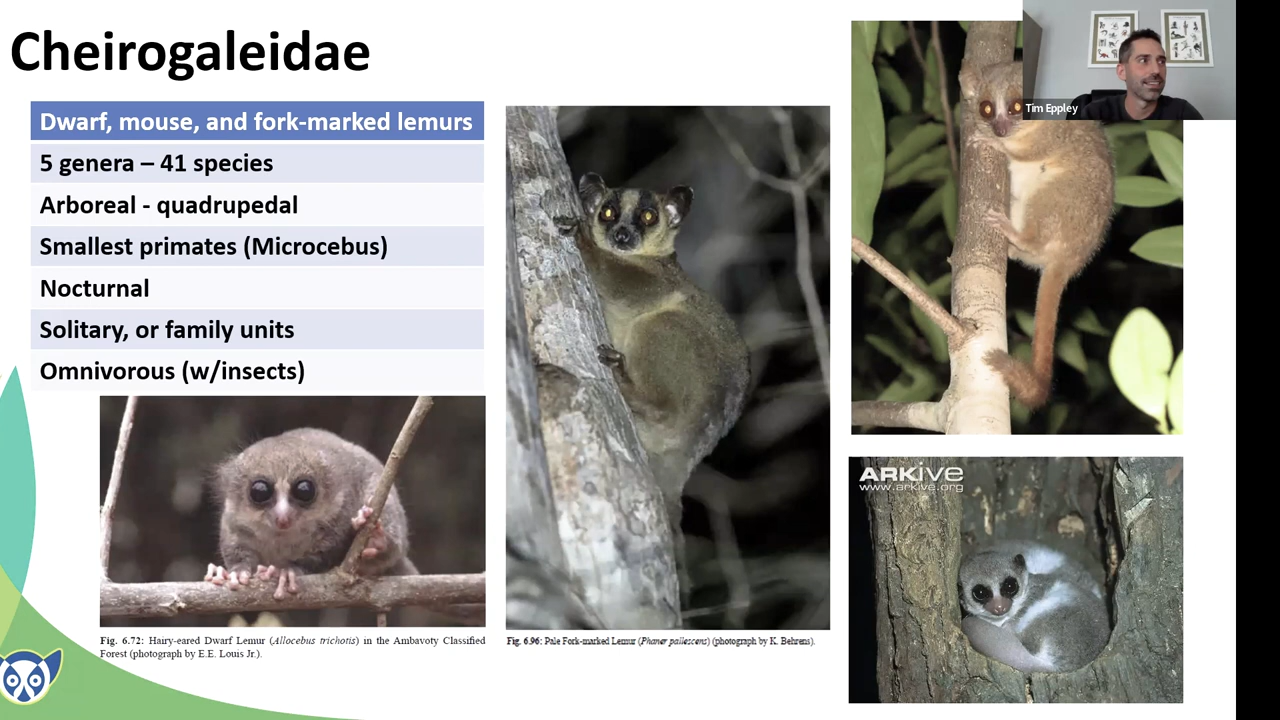 Cheirogaleidae
Dwarf, mouse, and fork-marked lemurs
5 genera – 41 species
Arboreal - quadrupedal
Smallest primates (Microcebus)
Nocturnal
Solitary, or family units
Omnivorous (w/insects)
Fig. 6.72: Hairy-eared Dwarf Lemur (Allocebus trichotis) in the Ambavoty Classified
Forest (photograph by E.E. Louis Jr.).
Fig. 6.96: Pale Fork-marked Lemur (Phaner pallescens) (photograph by K. Behrens).
Tim Eppley
ARKive
www.arkive.org